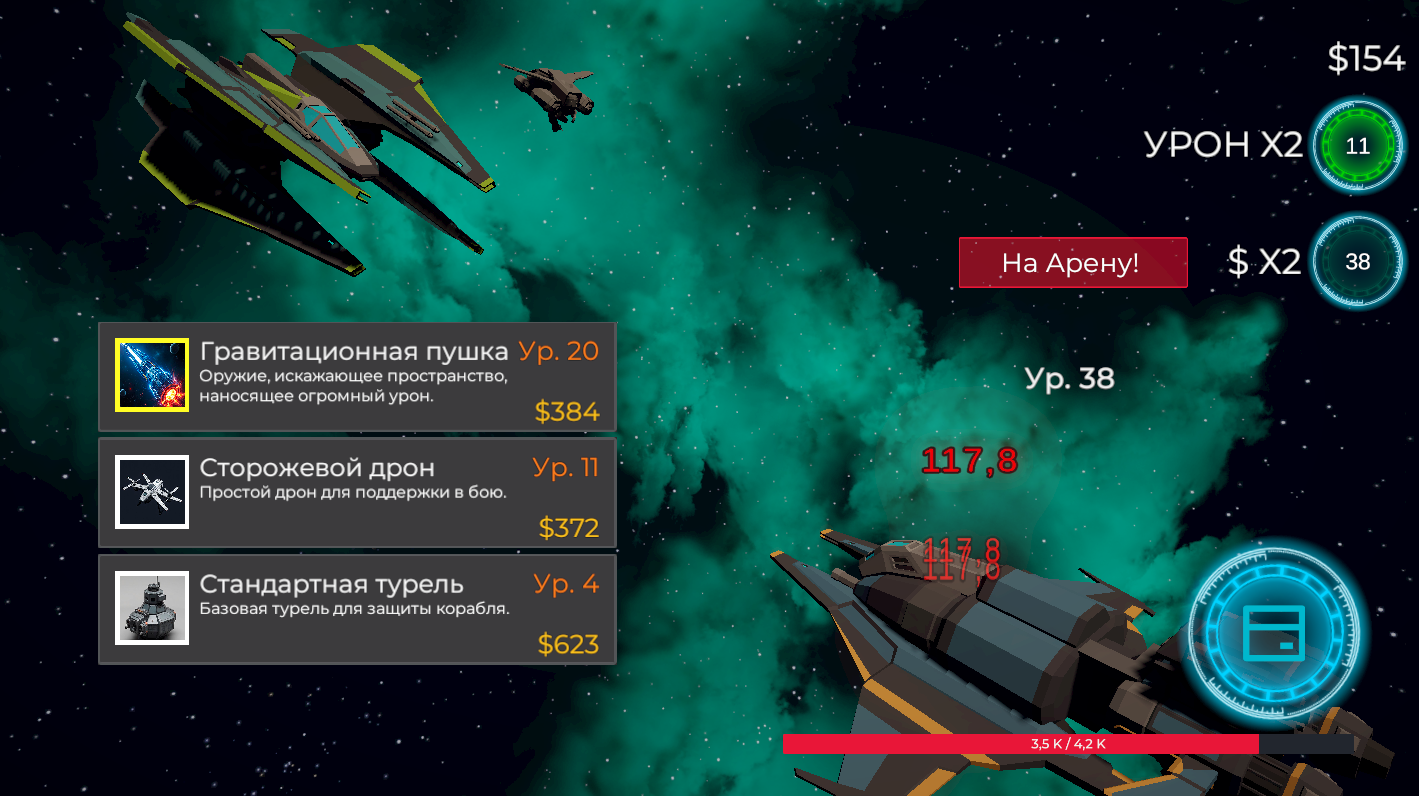 $154
УРОН X2
11
На Арену!
$ X2
38
Гравитационная пушка Ур. 20
Оружие, искажающее пространство,
наносящее огромный урон.
$384
Ур. 38
Сторожевой дрон Ур. 11
Простой дрон для поддержки в бою.
$372
117,8
117,8
117,8
Стандартная турель Ур. 4
Базовая турель для защиты корабля.
$623
3,5 K / 4,2 K